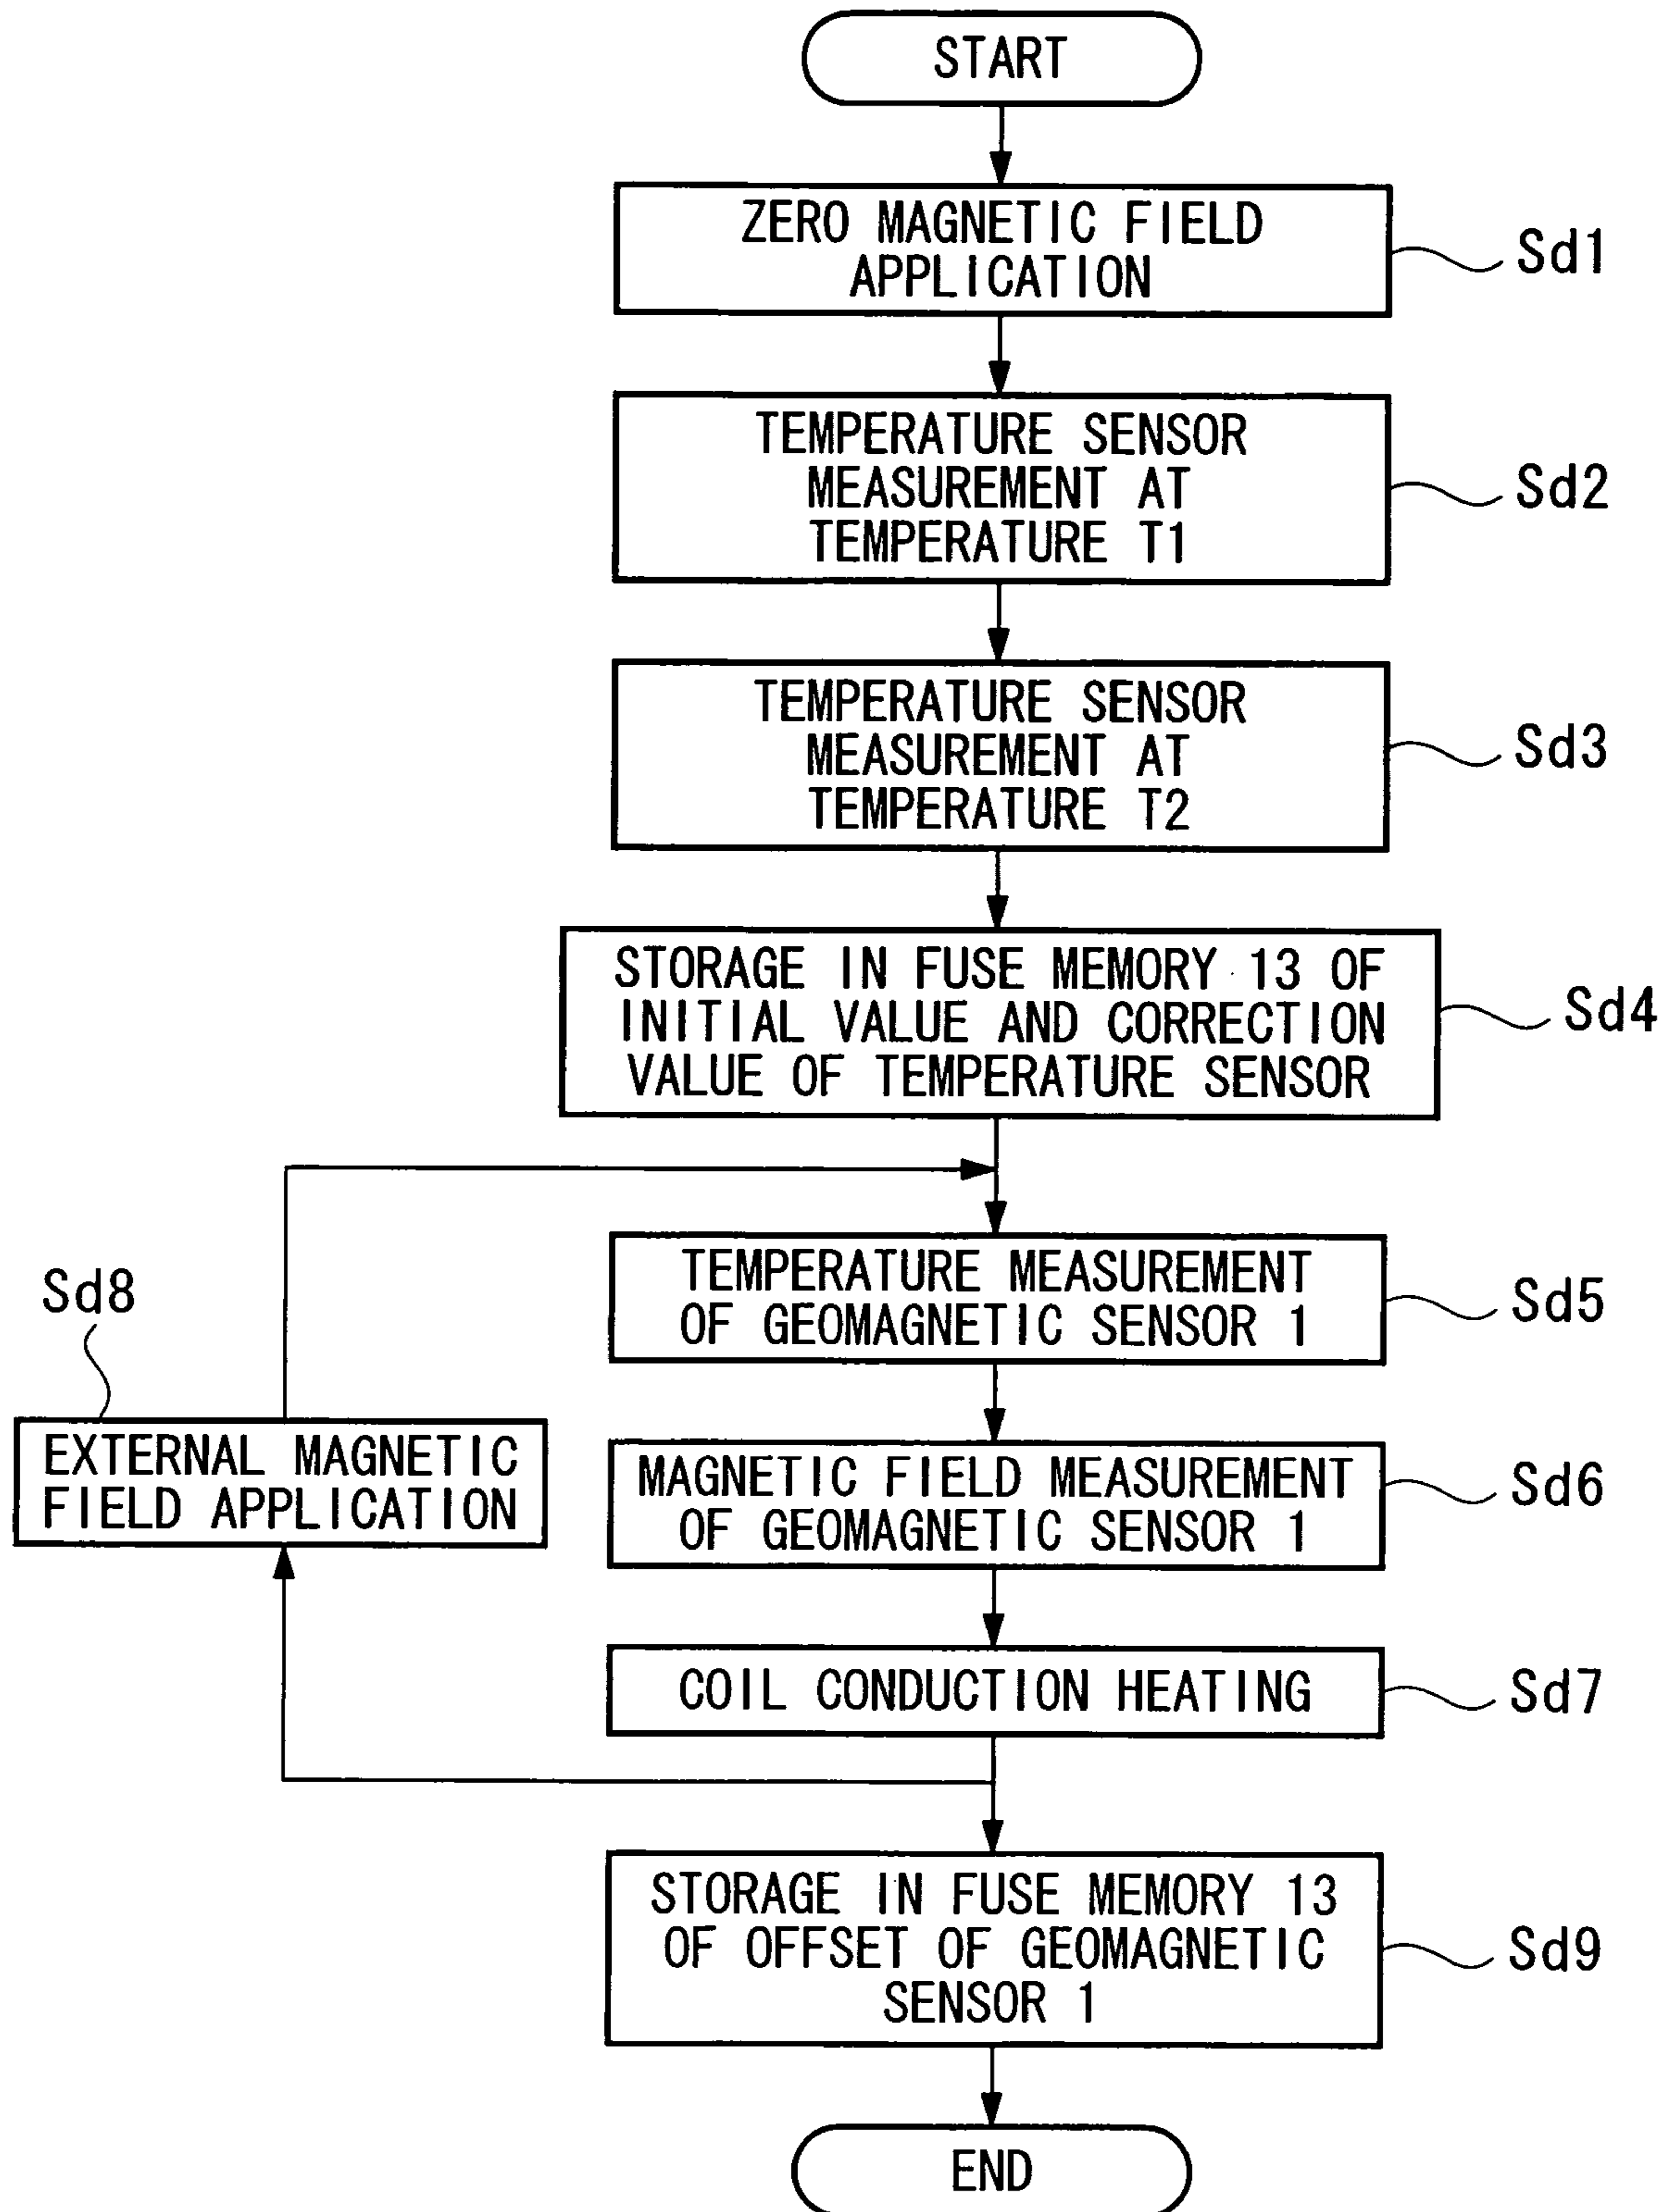 START
ZERO MAGNETIC FIELD
APPLICATION
Sd1
TEMPERATURE SENSOR
MEASUREMENT AT
TEMPERATURE T1
Sd2
TEMPERATURE SENSOR
MEASUREMENT AT
TEMPERATURE T2
Sd3
STORAGE IN FUSE MEMORY 13 OF
INITIAL VALUE AND CORRECTION
VALUE OF TEMPERATURE SENSOR
Sd4
TEMPERATURE MEASUREMENT
OF GEOMAGNETIC SENSOR 1
Sd5
Sd8
EXTERNAL MAGNETIC
FIELD APPLICATION
MAGNETIC FIELD MEASUREMENT
OF GEOMAGNETIC SENSOR 1
Sd6
COIL CONDUCTION HEATING
Sd7
STORAGE IN FUSE MEMORY 13
OF OFFSET OF GEOMAGNETIC
SENSOR 1
Sd9
END